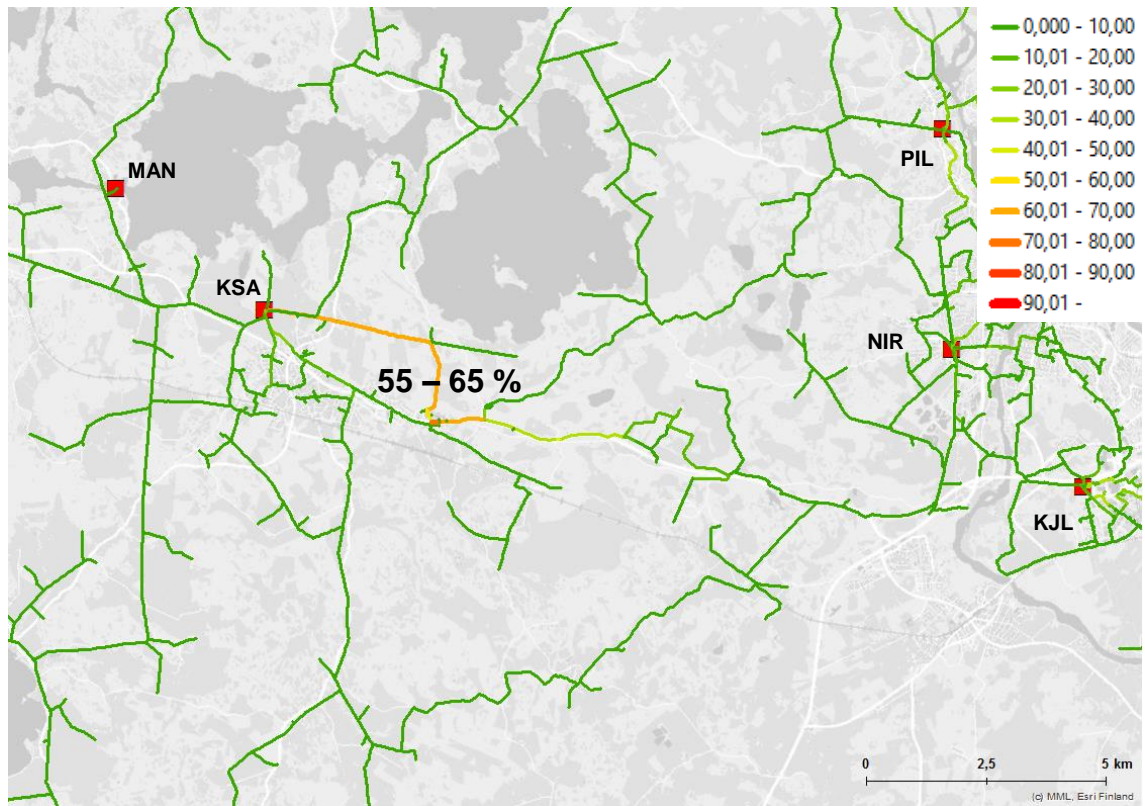 0,000 - 10,00
10,01 - 20,00
20,01 - 30,00
30,01 - 40,00
40,01 - 50,00
50,01 - 60,00
60,01 - 70,00
70,01 - 80,00
80,01 - 90,00
90,01 -
PIL
MAN
KSA
NIR
55 – 65 %
KJL
0 2,5 5 km
(c) MML, Esri Finland